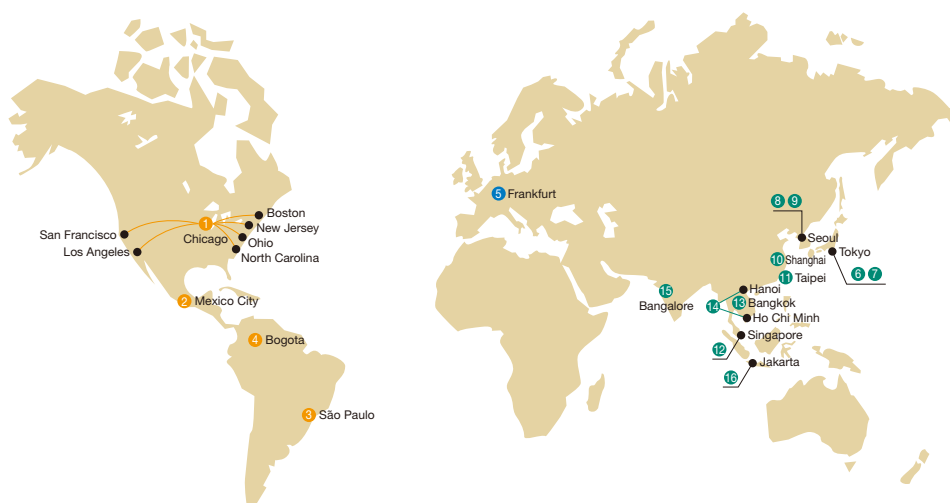 Boston
New Jersey
1
Chicago
Ohio
North Carolina
San Francisco
Los Angeles
2 Mexico City
4 Bogota
3 São Paulo
5 Frankfurt
8 9
Seoul
10 Shanghai
Tokyo
6 7
11 Taipei
15
Bangalore
Hanoi
14
13 Bangkok
Ho Chi Minh
Singapore
12
Jakarta
16